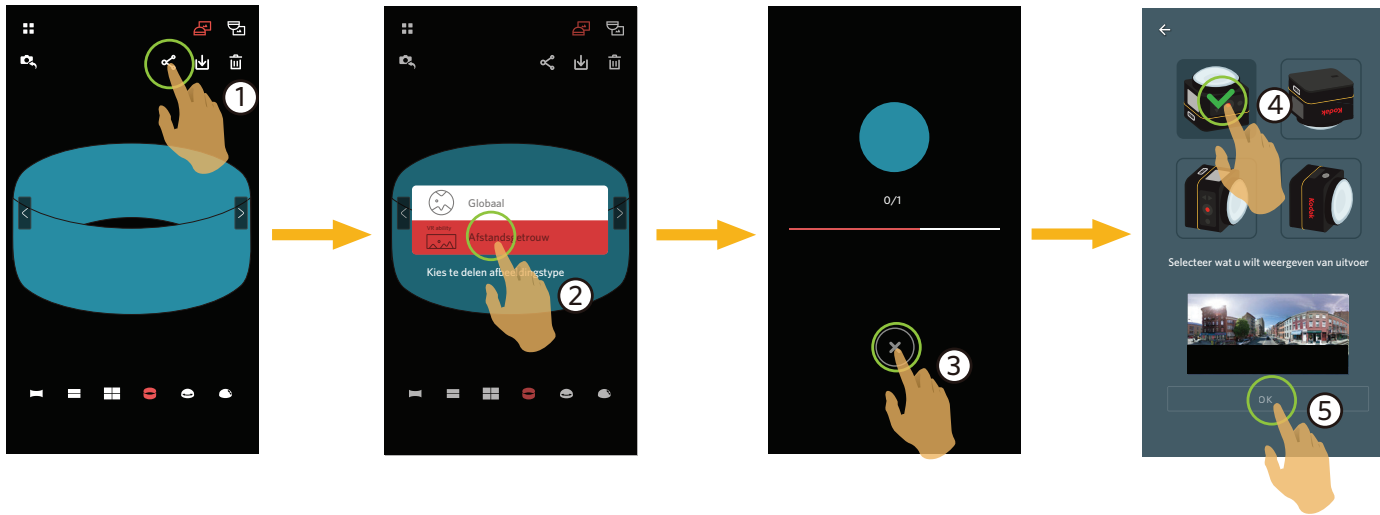 1
Globaal
VR ability
Afstandsgetrouw
Kies te delen afbeeldingstype
2
0/1
3
4
Kodak
Kodak
Selecteer wat u wilt weergeven van uitvoer
OK
5